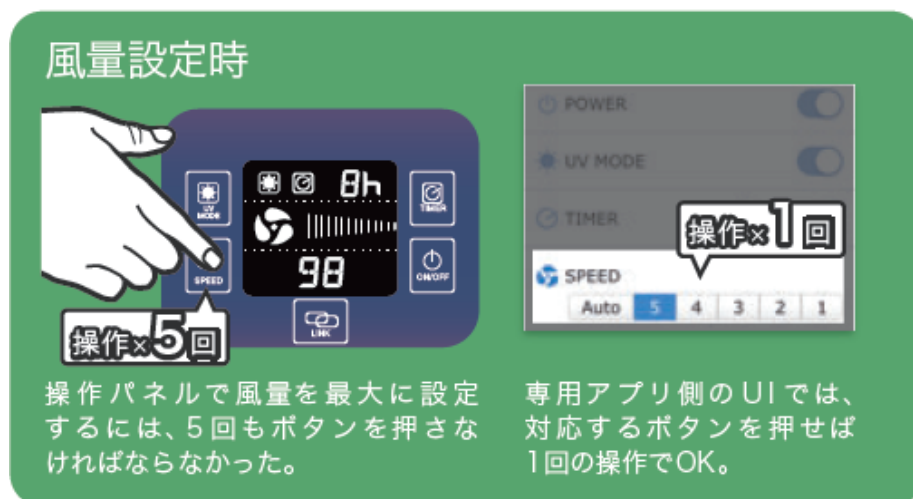 風量設定時
8h
UV
MODE
TIMER
SPEED
98
ON/OFF
LINK
操作×5回
操作パネルで風量を最大に設定
するには、5回もボタンを押さな
ければならなかった。
POWER
UV MODE
TIMER
操作×1回
SPEED
Auto 5 4 3 2 1
専用アプリ側のUIでは、
対応するボタンを押せば
1回の操作でOK。